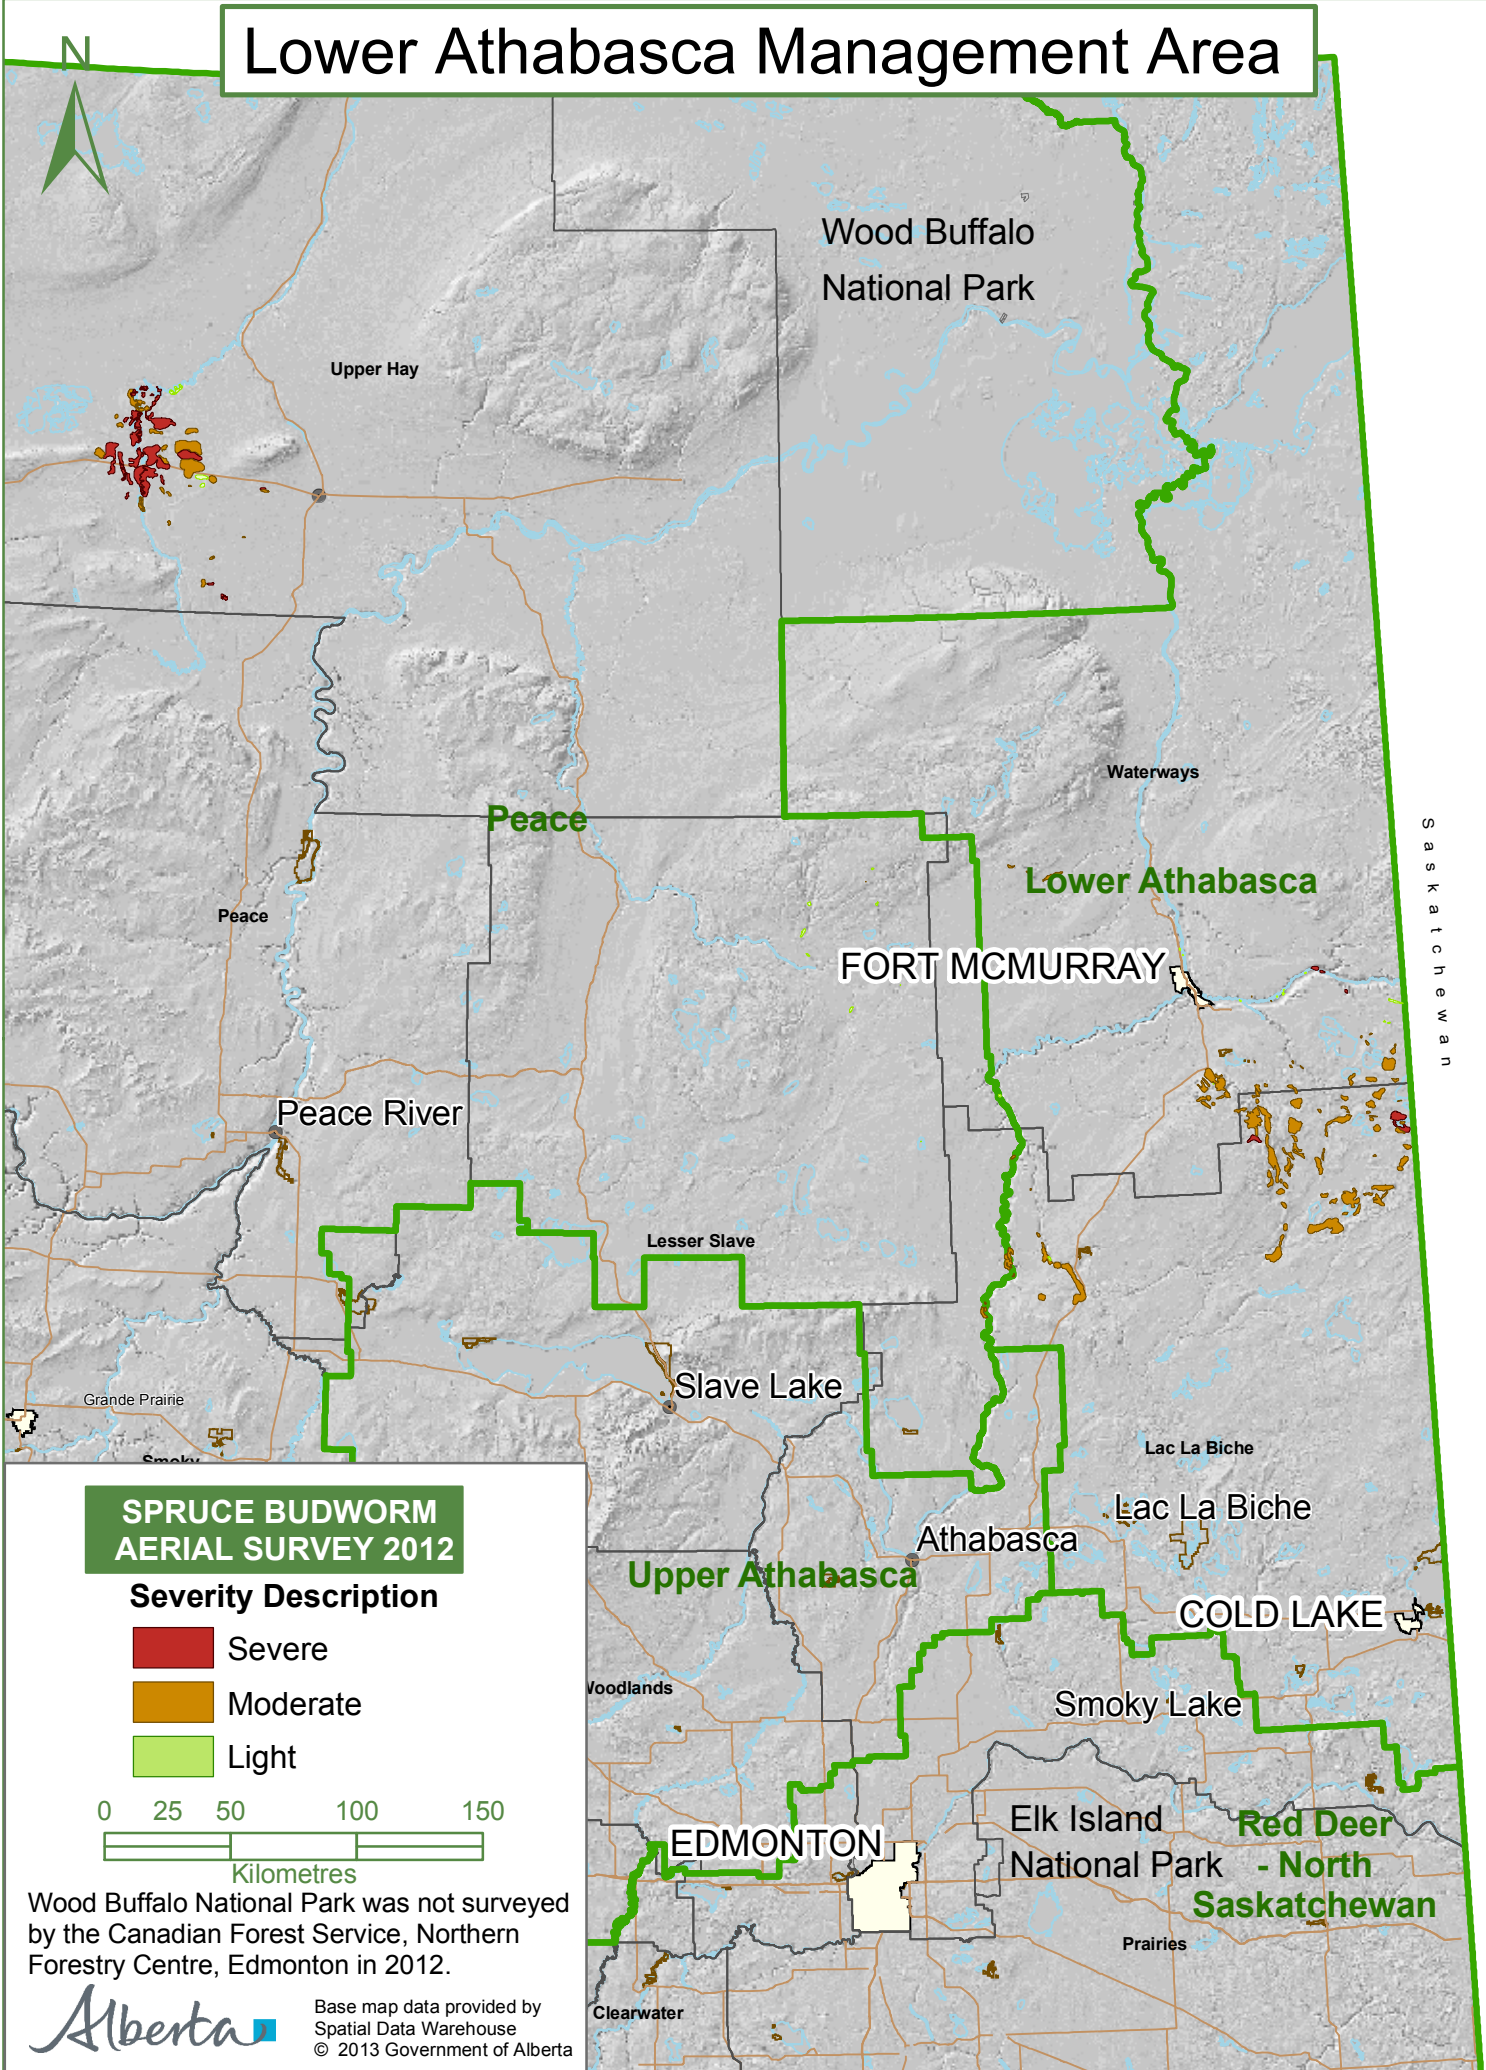 Lower Athabasca Management Area
N
Wood Buffalo
National Park
Upper Hay
Waterways
Peace
Lower Athabasca
Saskatchewan
Peace
FORT MCMURRAY
Peace River
Lesser Slave
Slave Lake
Grande Prairie
Smoky
Lac La Biche
Lac La Biche
Athabasca
Upper Athabasca
COLD LAKE
Woodlands
Smoky Lake
EDMONTON
Elk Island
National Park
Red Deer
- North
Saskatchewan
Prairies
Clearwater
SPRUCE BUDWORM
AERIAL SURVEY 2012
Severity Description
Severe
Moderate
Light
0 25 50 100 150
Kilometres
Wood Buffalo National Park was not surveyed
by the Canadian Forest Service, Northern
Forestry Centre, Edmonton in 2012.
Alberta
Base map data provided by
Spatial Data Warehouse
© 2013 Government of Alberta